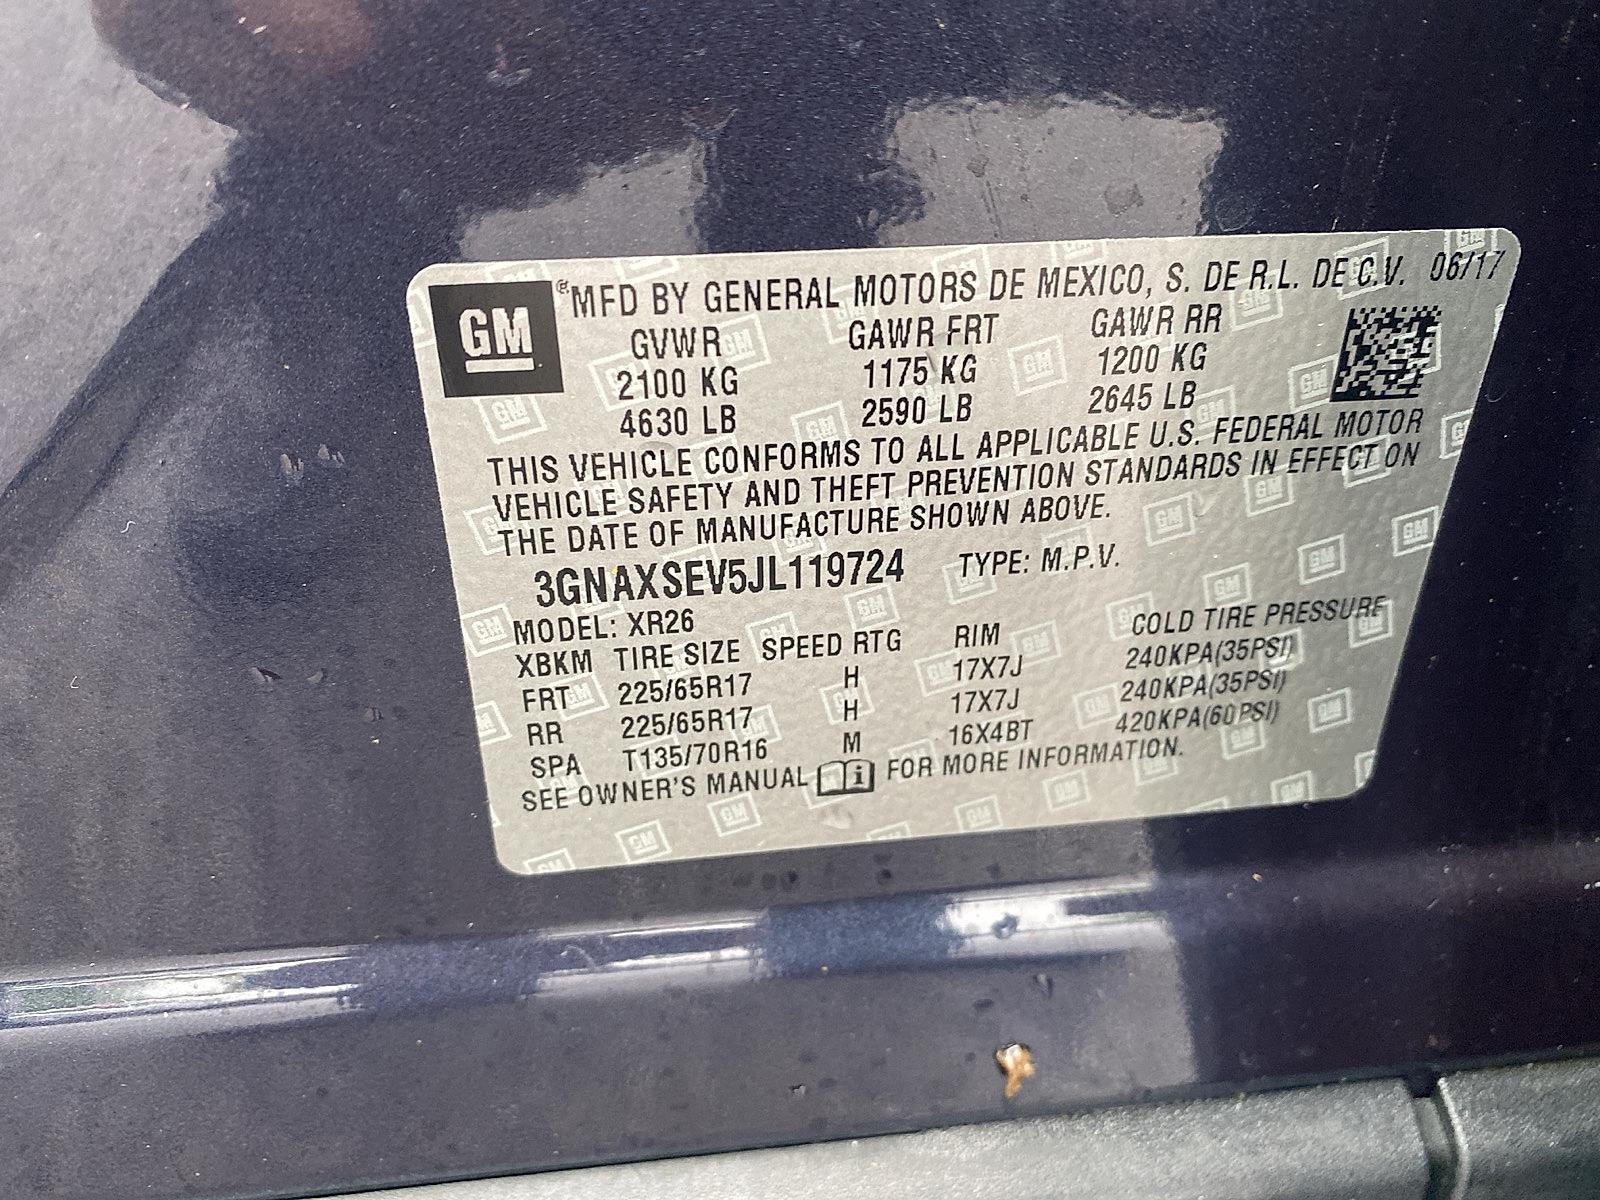 GM
®MFD BY GENERAL MOTORS DE MEXICO, S. DE R.L. DE C.V. 06/17
GVWR GAWR FRT GAWR RR
2100 KG 1175 KG 1200 KG
4630 LB 2590 LB 2645 LB
THIS VEHICLE CONFORMS TO ALL APPLICABLE U.S. FEDERAL MOTOR
VEHICLE SAFETY AND THEFT PREVENTION STANDARDS IN EFFECT ON
THE DATE OF MANUFACTURE SHOWN ABOVE.
3GNAXSEV5JL119724 TYPE: M.P.V.
MODEL: XR26
XBKM TIRE SIZE SPEED RTG RIM COLD TIRE PRESSURE
FRT 225/65R17 H 17X7J 240KPA(35PSI)
RR 225/65R17 H 17X7J 240KPA(35PSI)
SPA T135/70R16 M 16X4BT 420KPA(60PSI)
SEE OWNER'S MANUAL FOR MORE INFORMATION.